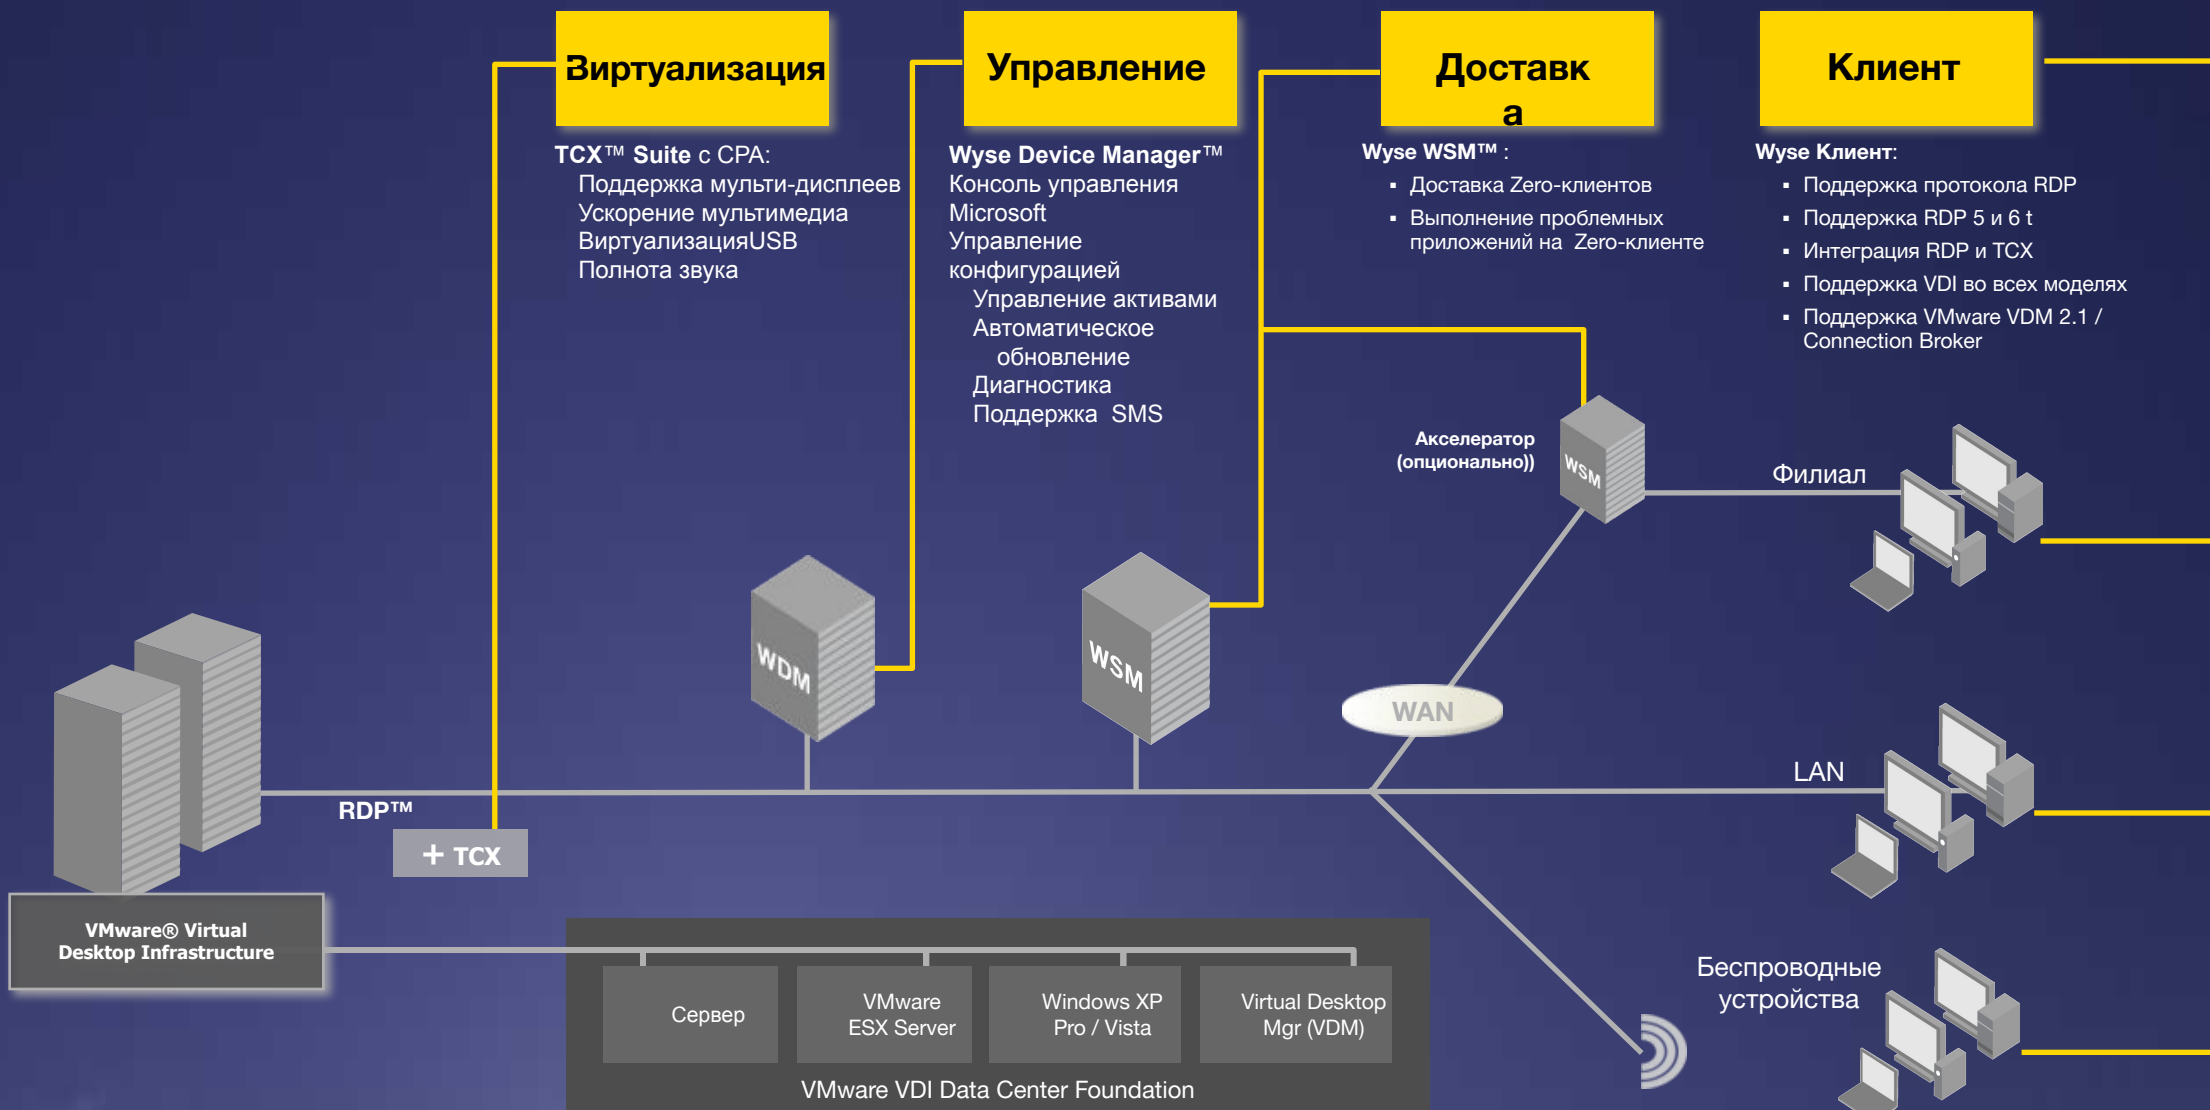 Виртуализация
TCX™ Suite с CPA:
Поддержка мульти-дисплеев
Ускорение мультимедиа
ВиртуализацияUSB
Полнота звука
Управление
Wyse Device Manager™
Консоль управления
Microsoft
Управление
конфигурацией
Управление активами
Автоматическое
обновление
Диагностика
Поддержка SMS
Доставк
а
Wyse WSM™ :
▪ Доставка Zero-клиентов
▪ Выполнение проблемных
приложений на Zero-клиенте
Клиент
Wyse Клиент:
▪ Поддержка протокола RDP
▪ Поддержка RDP 5 и 6 t
▪ Интеграция RDP и TCX
▪ Поддержка VDI во всех моделях
▪ Поддержка VMware VDM 2.1 /
Connection Broker
Акселератор
(опционально))
WSM
Филиал
WDM
WSM
WAN
LAN
RDP™
+ TCX
VMware® Virtual
Desktop Infrastructure
Беспроводные
устройства
Сервер
VMware
ESX Server
Windows XP
Pro / Vista
Virtual Desktop
Mgr (VDM)
VMware VDI Data Center Foundation